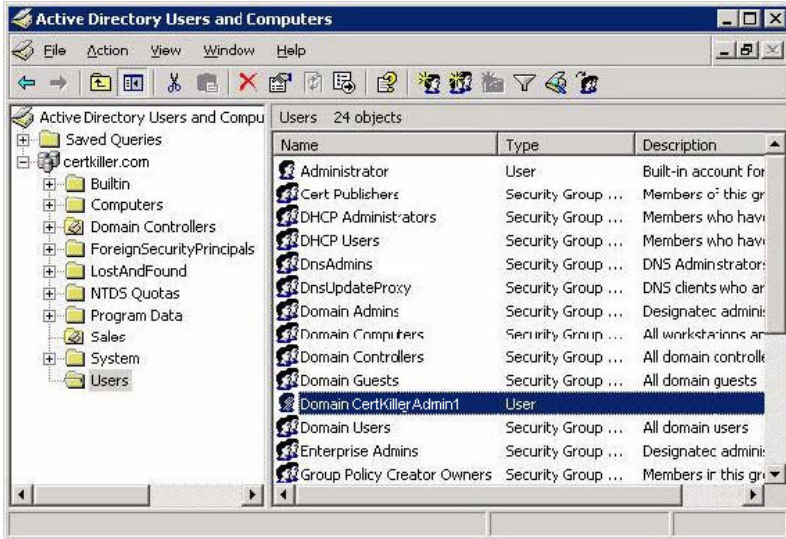 Active Directory Users and Computers
File Action View Window Help
Active Directory Users and Compu
Saved Queries
certkiller.com
Builtin
Computers
Domain Controllers
ForeignSecurityPrincipals
LostAndFound
NTDS Quotas
Program Data
Sales
System
Users
Users 24 objects
Name Type Description
Administrator User Built-in account for
Cert Publishers Security Group ... Members of this gr
DHCP Administrators Security Group ... Members who have
DHCP Users Security Group ... Members who have
DnsAdmins Security Group ... DNS Administrators
DnsUpdateProxy Security Group ... DNS clients who ar
Domain Admins Security Group ... Designated adminis
Domain Computers Security Group ... All workstations an
Domain Controllers Security Group ... All domain controlle
Domain Guests Security Group ... All domain guests
Domain CertKillerAdmin1 User
Domain Users Security Group ... All domain users
Enterprise Admins Security Group ... Designated adminis
Group Policy Creator Owners Security Group ... Members in this gr